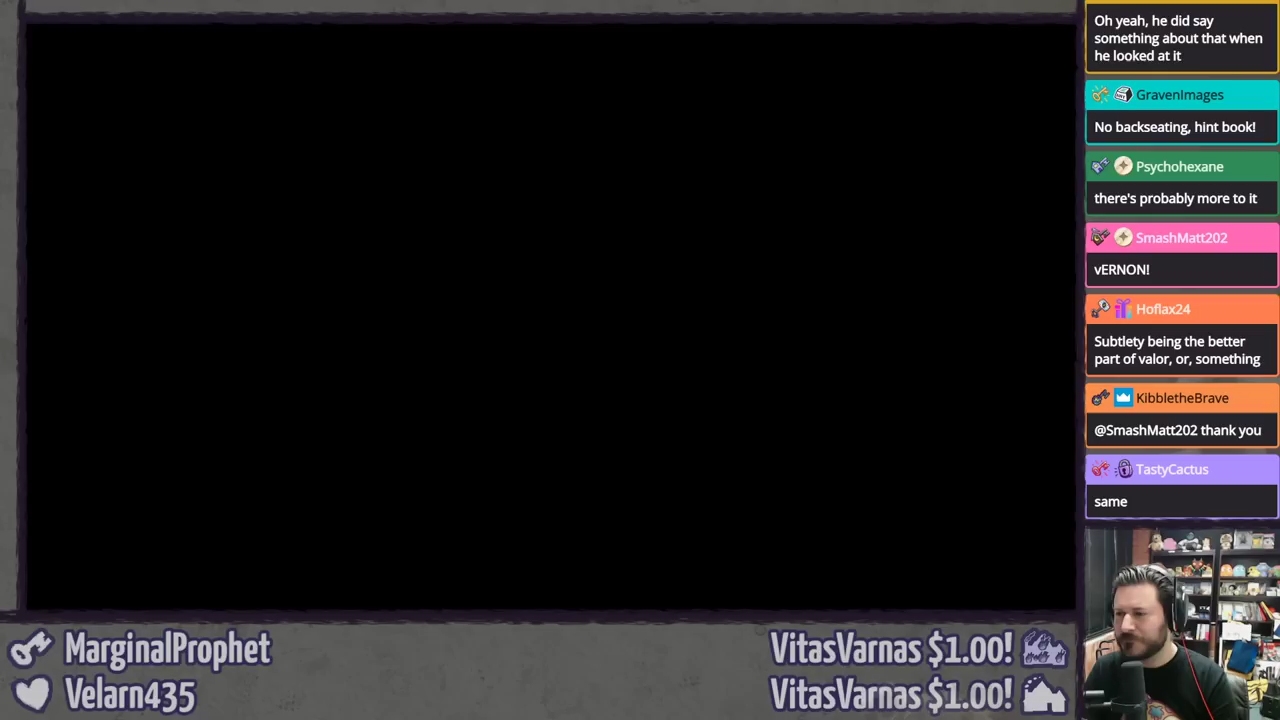 Oh yeah, he did say
something about that when
he looked at it
GravenImages
No backseating, hint book!
Psychohexane
there's probably more to it
SmashMatt202
vERNON!
Hoflax24
Subtlety being the better
part of valor, or, something
KibbletheBrave
@SmashMatt202 thank you
TastyCactus
same
MarginalProphet
Velarn435
VitasVarnas $1.00!
VitasVarnas $1.00!